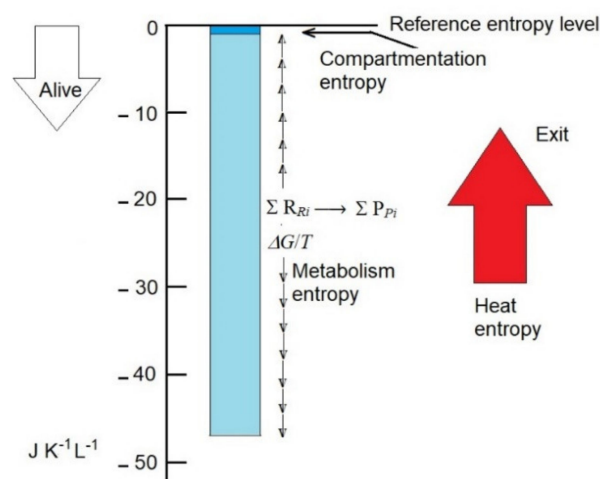 0
Reference entropy level
Compartmentation
entropy
Alive
– 10
Exit
– 20
Σ R_Ri ⟶ Σ P_Pi
ΔG/T
Metabolism
entropy
– 30
Heat
entropy
– 40
J K⁻¹L⁻¹
– 50